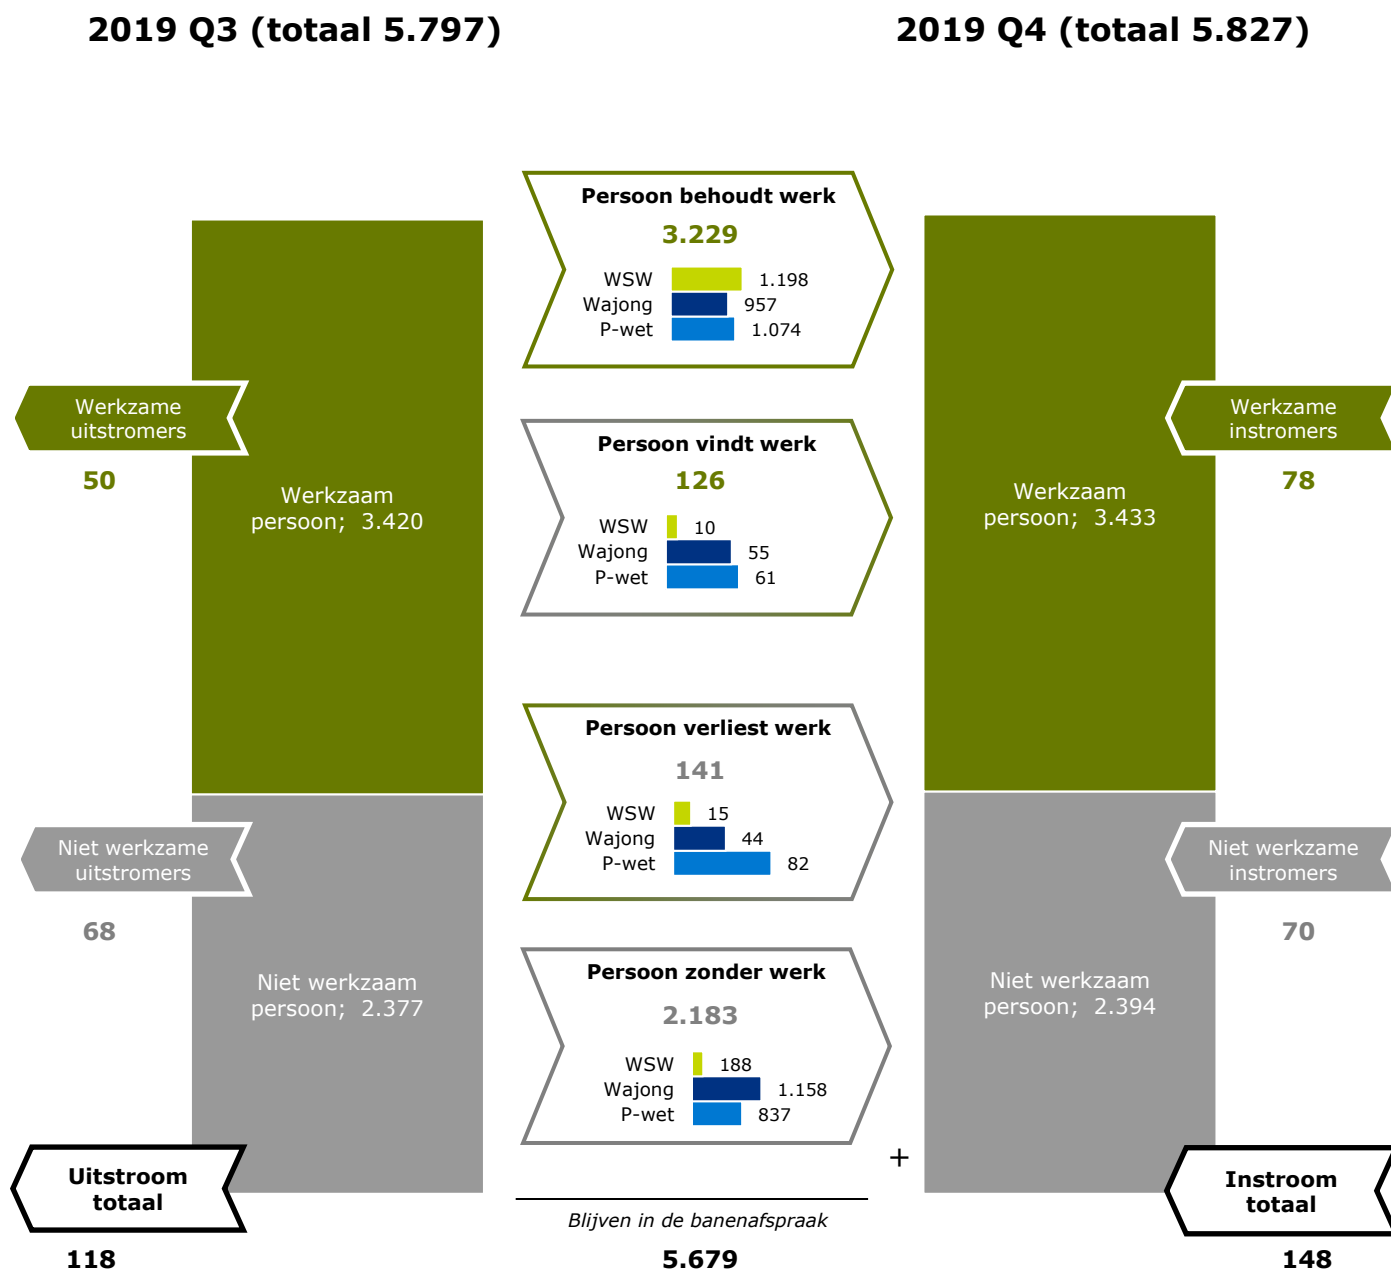 2019 Q3 (totaal 5.797)
2019 Q4 (totaal 5.827)
Persoon behoudt werk
3.229
WSW 1.198
Wajong 957
P-wet 1.074
Werkzame
uitstromers
50
Werkzaam
persoon; 3.420
Persoon vindt werk
126
WSW 10
Wajong 55
P-wet 61
Werkzaam
persoon; 3.433
Werkzame
instromers
78
Persoon verliest werk
141
WSW 15
Wajong 44
P-wet 82
Niet werkzame
uitstromers
68
Niet werkzaam
persoon; 2.377
Persoon zonder werk
2.183
WSW 188
Wajong 1.158
P-wet 837
Niet werkzaam
persoon; 2.394
Niet werkzame
instromers
70
+
Uitstroom
totaal
118
Blijven in de banenafspraak
5.679
Instroom
totaal
148